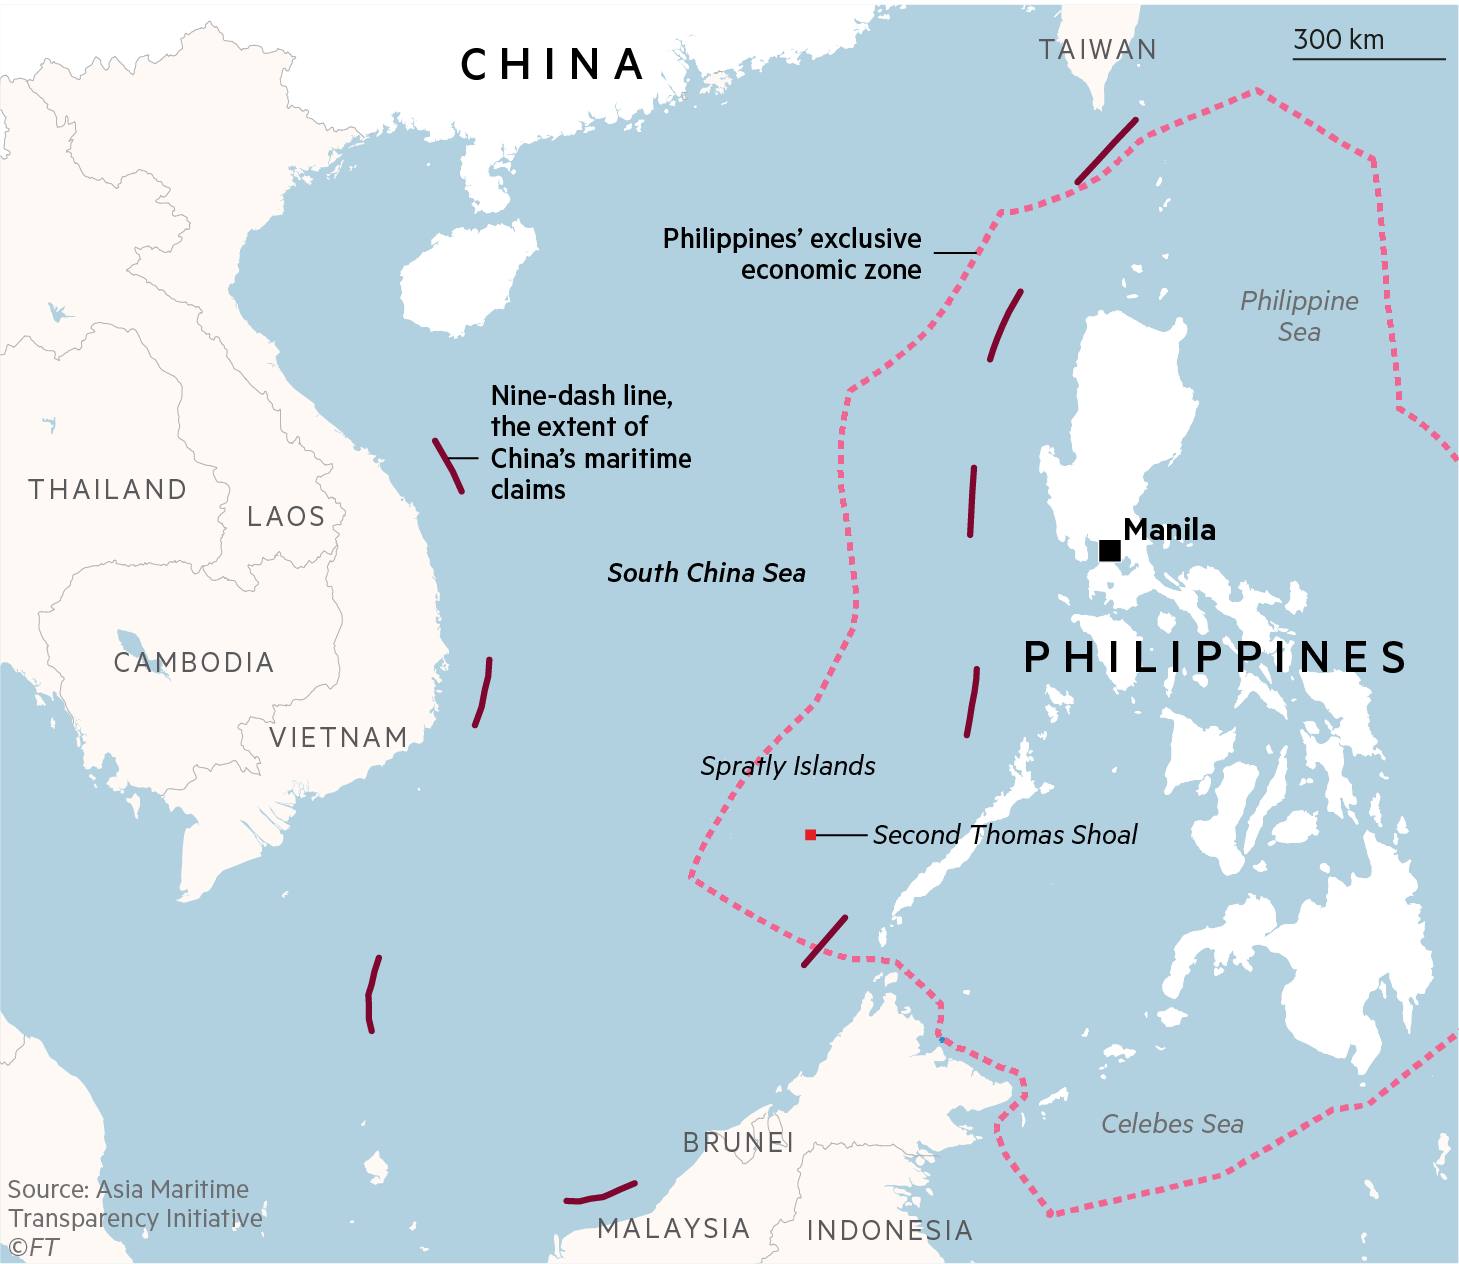 CHINA
TAIWAN
300 km
Philippines’ exclusive
economic zone
Philippine
Sea
Nine-dash line,
the extent of
China’s maritime
claims
THAILAND
LAOS
Manila
South China Sea
PHILIPPINES
CAMBODIA
VIETNAM
Spratly Islands
Second Thomas Shoal
Celebes Sea
BRUNEI
MALAYSIA
INDONESIA
Source: Asia Maritime
Transparency Initiative
©FT